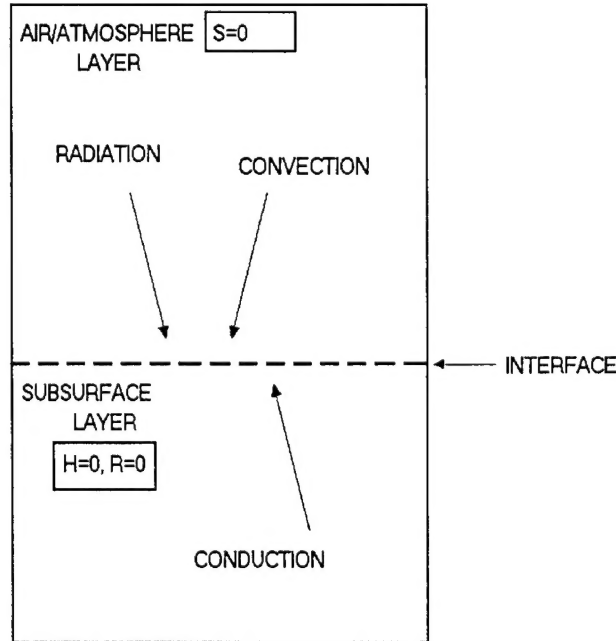 AIR/ATMOSPHERE S=0
LAYER
RADIATION
CONVECTION
INTERFACE
SUBSURFACE
LAYER
H=0, R=0
CONDUCTION